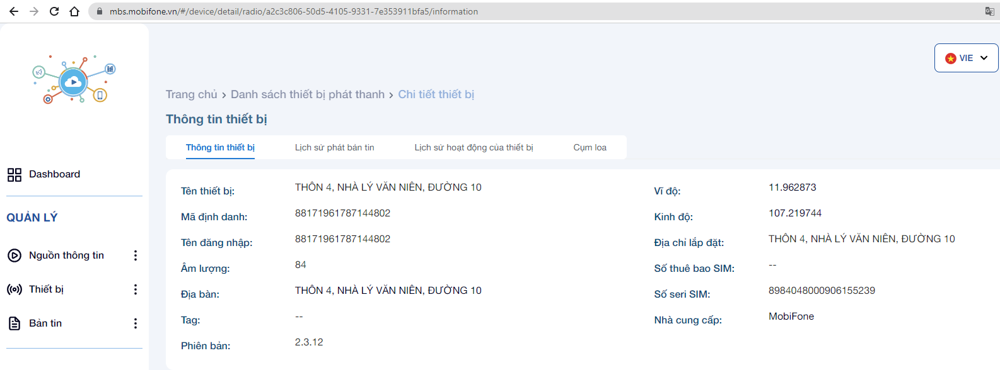 mbs.mobifone.vn/#/device/detail/radio/a2c3c806-50d5-4105-9331-7e353911bfa5/information
VIE
Trang chủ > Danh sách thiết bị phát thanh > Chi tiết thiết bị
Thông tin thiết bị
Thông tin thiết bị Lịch sử phát bản tin Lịch sử hoạt động của thiết bị Cụm loa
Dashboard
QUẢN LÝ
Nguồn thông tin
Thiết bị
Bản tin
Tên thiết bị: THÔN 4, NHÀ LÝ VĂN NIÊN, ĐƯỜNG 10
Mã định danh: 88171961787144802
Tên đăng nhập: 88171961787144802
Âm lượng: 84
Địa bàn: THÔN 4, NHÀ LÝ VĂN NIÊN, ĐƯỜNG 10
Tag: --
Phiên bản: 2.3.12
Vĩ độ: 11.962873
Kinh độ: 107.219744
Địa chỉ lắp đặt: THÔN 4, NHÀ LÝ VĂN NIÊN, ĐƯỜNG 10
Số thuê bao SIM: --
Số seri SIM: 8984048000906155239
Nhà cung cấp: MobiFone